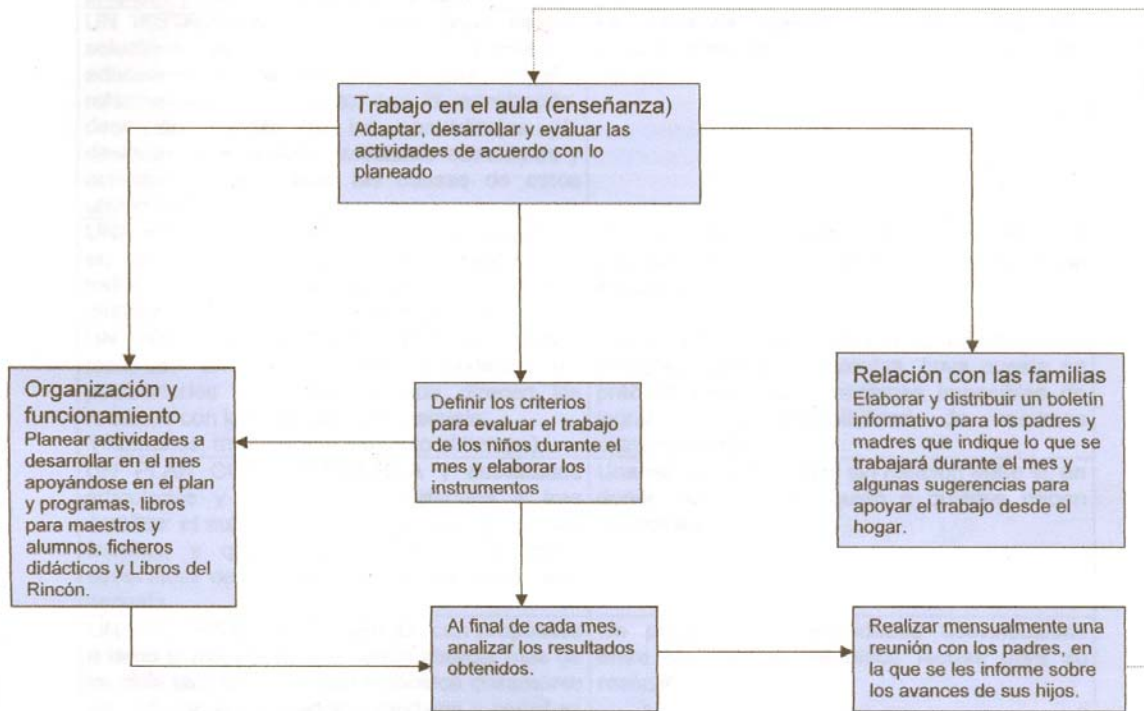 Trabajo en el aula (enseñanza)
Adaptar, desarrollar y evaluar las
actividades de acuerdo con lo
planeado
Organización y
funcionamiento
Planear actividades a
desarrollar en el mes
apoyándose en el plan
y programas, libros
para maestros y
alumnos, ficheros
didácticos y Libros del
Rincón.
Definir los criterios
para evaluar el trabajo
de los niños durante el
mes y elaborar los
instrumentos
Relación con las familias
Elaborar y distribuir un boletín
informativo para los padres y
madres que indique lo que se
trabajará durante el mes y
algunas sugerencias para
apoyar el trabajo desde el
hogar.
Al final de cada mes,
analizar los resultados
obtenidos.
Realizar mensualmente una
reunión con los padres, en
la que se les informe sobre
los avances de sus hijos.